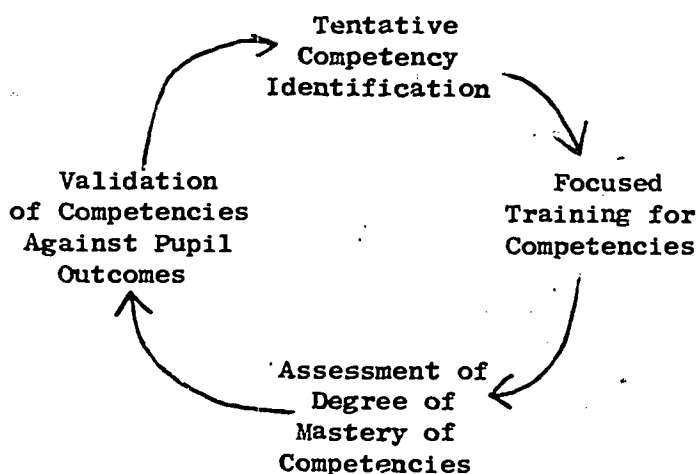 Tentative
Competency
Identification
Focused
Training for
Competencies
Assessment of
Degree of
Mastery of
Competencies
Validation
of Competencies
Against Pupil
Outcomes